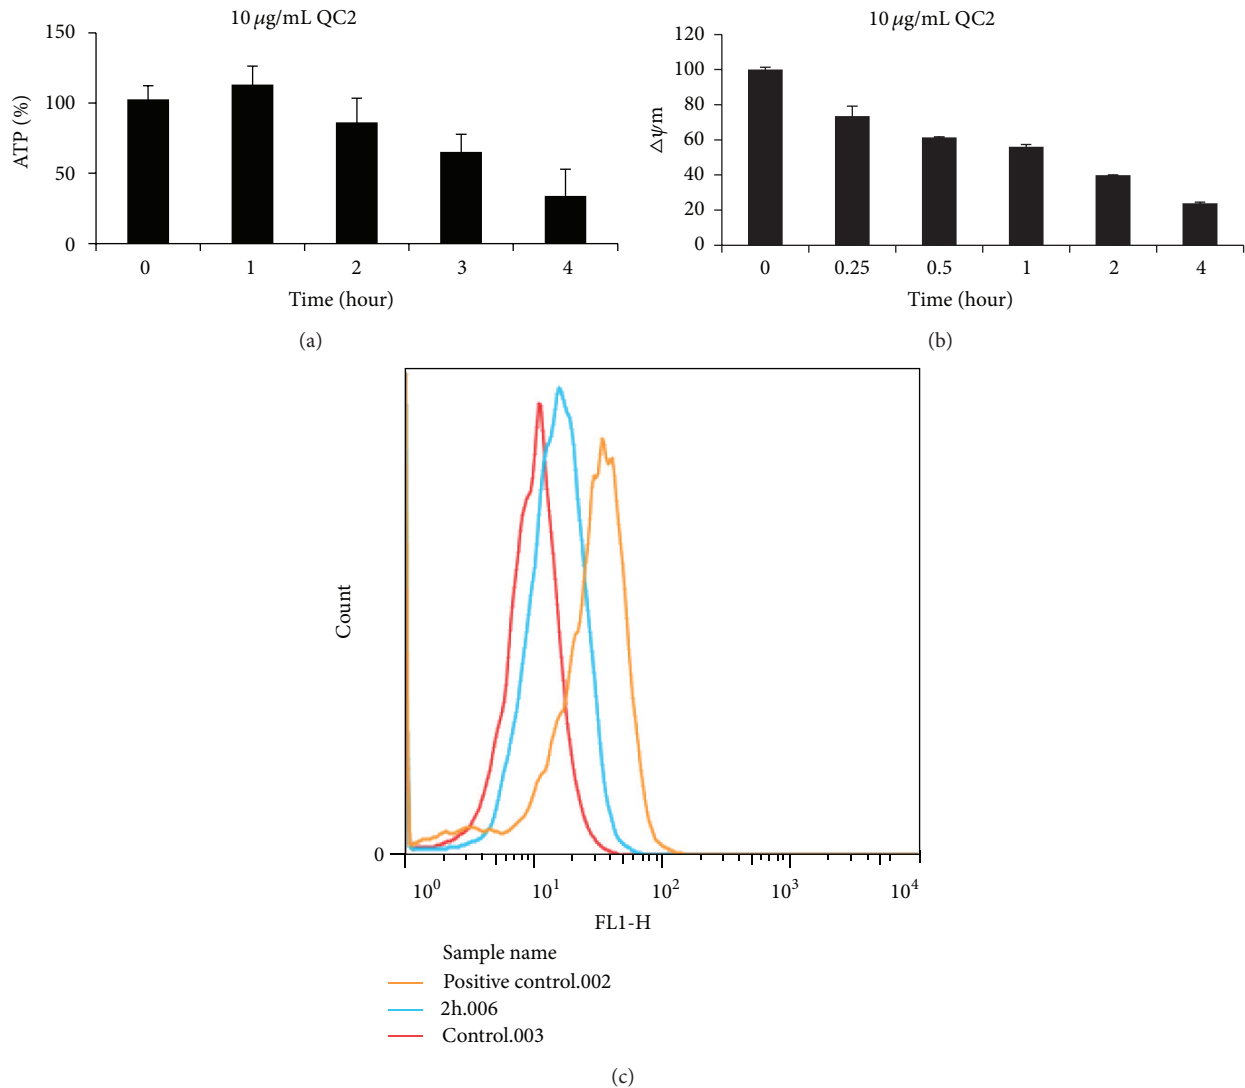 10 μg/mL QC2
150
100
50
0
ATP (%)
0 1 2 3 4
Time (hour)
(a)
10 μg/mL QC2
120
100
80
60
40
20
0
△ψm
0 0.25 0.5 1 2 4
Time (hour)
(b)
Count
0
10⁰ 10¹ 10² 10³ 10⁴
FL1-H
Sample name
Positive control.002
2h.006
Control.003
(c)